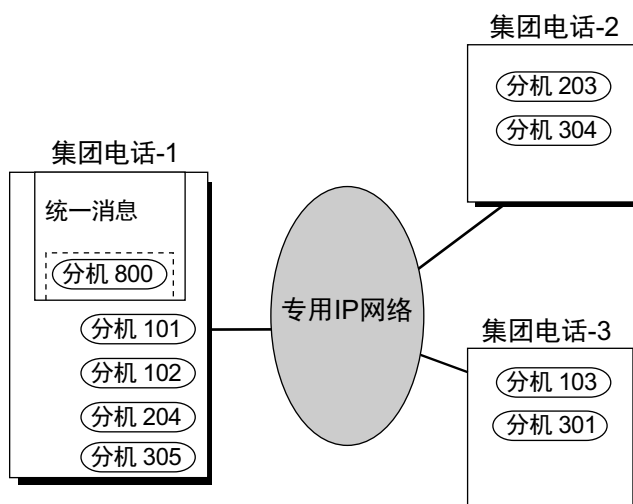 集团电话-1
统一消息
分机 800
分机 101
分机 102
分机 204
分机 305
专用IP网络
集团电话-2
分机 203
分机 304
集团电话-3
分机 103
分机 301